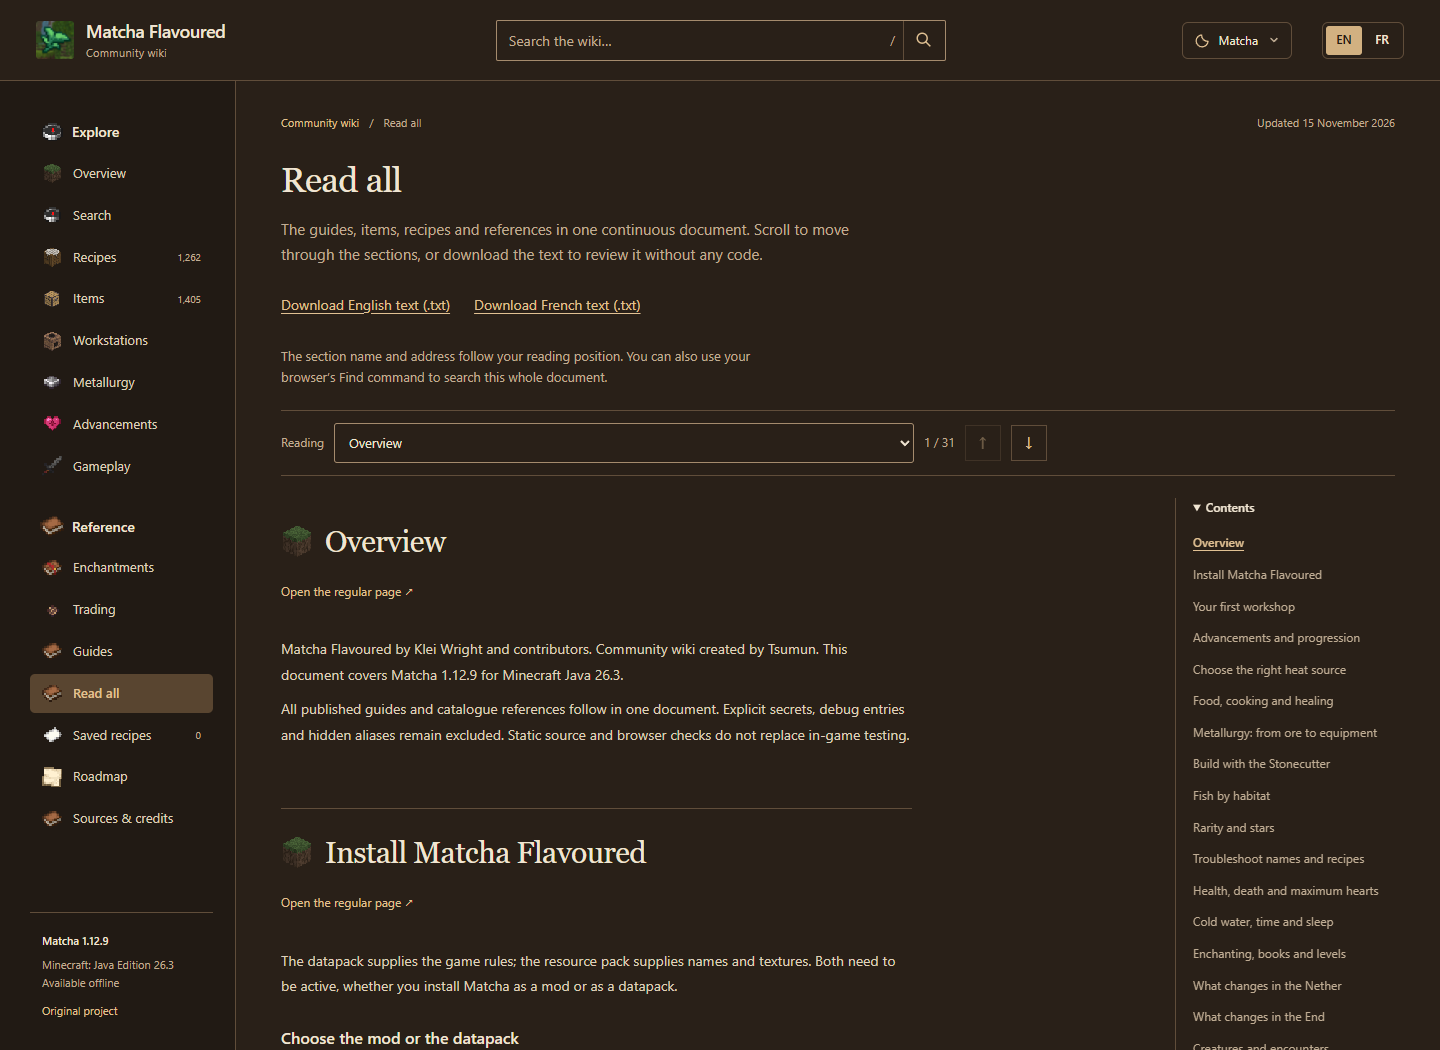 Matcha Flavoured
Community wiki
Search the wiki...
/
Matcha
EN
FR
Explore
Overview
Search
Recipes
1,262
Items
1,405
Workstations
Metallurgy
Advancements
Gameplay
Reference
Enchantments
Trading
Guides
Read all
Saved recipes
0
Roadmap
Sources & credits
Matcha 1.12.9
Minecraft: Java Edition 26.3
Available offline
Original project
Community wiki / Read all
Updated 15 November 2026
Read all
The guides, items, recipes and references in one continuous document. Scroll to move
through the sections, or download the text to review it without any code.
Download English text (.txt)
Download French text (.txt)
The section name and address follow your reading position. You can also use your
browser's Find command to search this whole document.
Reading
Overview
1 / 31
↑
↓
Overview
Open the regular page ↗
Matcha Flavoured by Klei Wright and contributors. Community wiki created by Tsumun. This
document covers Matcha 1.12.9 for Minecraft Java 26.3.
All published guides and catalogue references follow in one document. Explicit secrets, debug entries
and hidden aliases remain excluded. Static source and browser checks do not replace in-game testing.
Install Matcha Flavoured
Open the regular page ↗
The datapack supplies the game rules; the resource pack supplies names and textures. Both need to
be active, whether you install Matcha as a mod or as a datapack.
Choose the mod or the datapack
▼ Contents
Overview
Install Matcha Flavoured
Your first workshop
Advancements and progression
Choose the right heat source
Food, cooking and healing
Metallurgy: from ore to equipment
Build with the Stonecutter
Fish by habitat
Rarity and stars
Troubleshoot names and recipes
Health, death and maximum hearts
Cold water, time and sleep
Enchanting, books and levels
What changes in the Nether
What changes in the End
Creatures and encounters